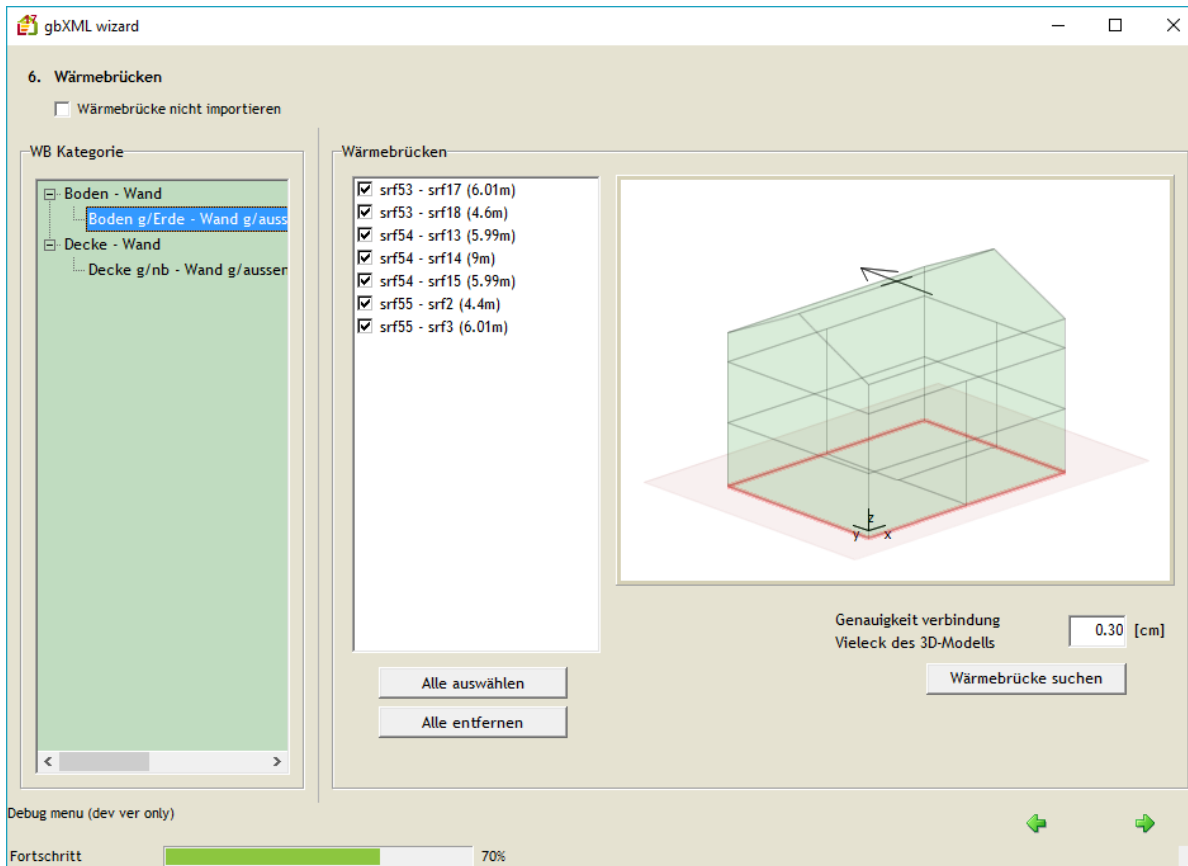 gbXML wizard
6. Wärmebrücken
Wärmebrücke nicht importieren
WB Kategorie
Boden - Wand
Boden g/Erde - Wand g/auss
Decke - Wand
Decke g/nb - Wand g/aussen
Wärmebrücken
srf53 - srf17 (6.01m)
srf53 - srf18 (4.6m)
srf54 - srf13 (5.99m)
srf54 - srf14 (9m)
srf54 - srf15 (5.99m)
srf55 - srf2 (4.4m)
srf55 - srf3 (6.01m)
z
y x
Genauigkeit verbindung
Vieleck des 3D-Modells
0.30 [cm]
Wärmebrücke suchen
Alle auswählen
Alle entfernen
Debug menu (dev ver only)
Fortschritt 70%